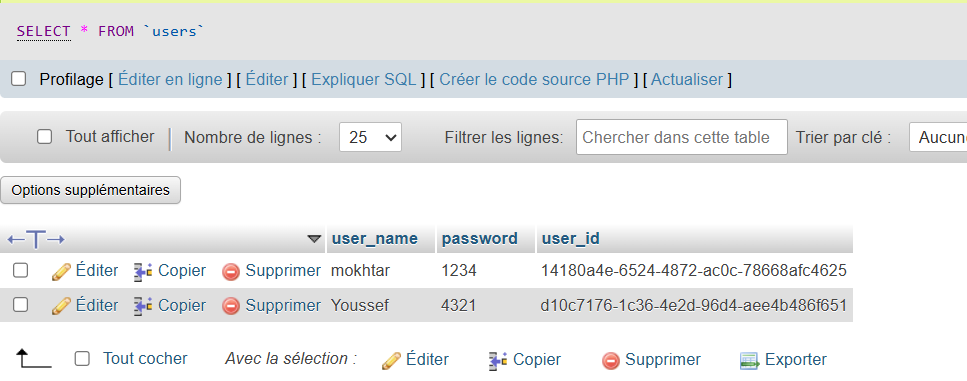 SELECT * FROM `users`
Profilage [ Éditer en ligne ] [ Éditer ] [ Expliquer SQL ] [ Créer le code source PHP ] [ Actualiser ]
Tout afficher Nombre de lignes : 25 Filtrer les lignes: Chercher dans cette table Trier par clé : Aucun
Options supplémentaires
user_name password user_id
Éditer Copier Supprimer mokhtar 1234 14180a4e-6524-4872-ac0c-78668afc4625
Éditer Copier Supprimer Youssef 4321 d10c7176-1c36-4e2d-96d4-aee4b486f651
Tout cocher Avec la sélection : Éditer Copier Supprimer Exporter